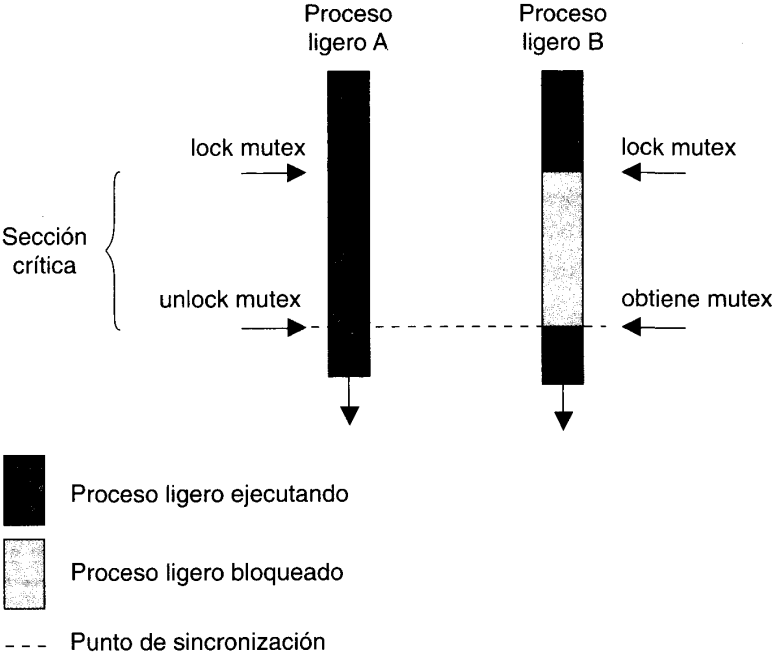 Proceso
ligero A
Proceso
ligero B
lock mutex
lock mutex
Sección
crítica
unlock mutex
obtiene mutex
Proceso ligero ejecutando
Proceso ligero bloqueado
Punto de sincronización